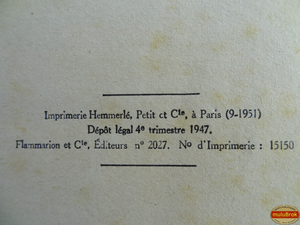 Imprimerie Hemmerlé, Petit et Cie, à Paris (9-1951)
Dépôt légal 4e trimestre 1947.
Flammarion et Cie, Éditeurs nº 2027. No d'Imprimerie : 15150
muluBrok